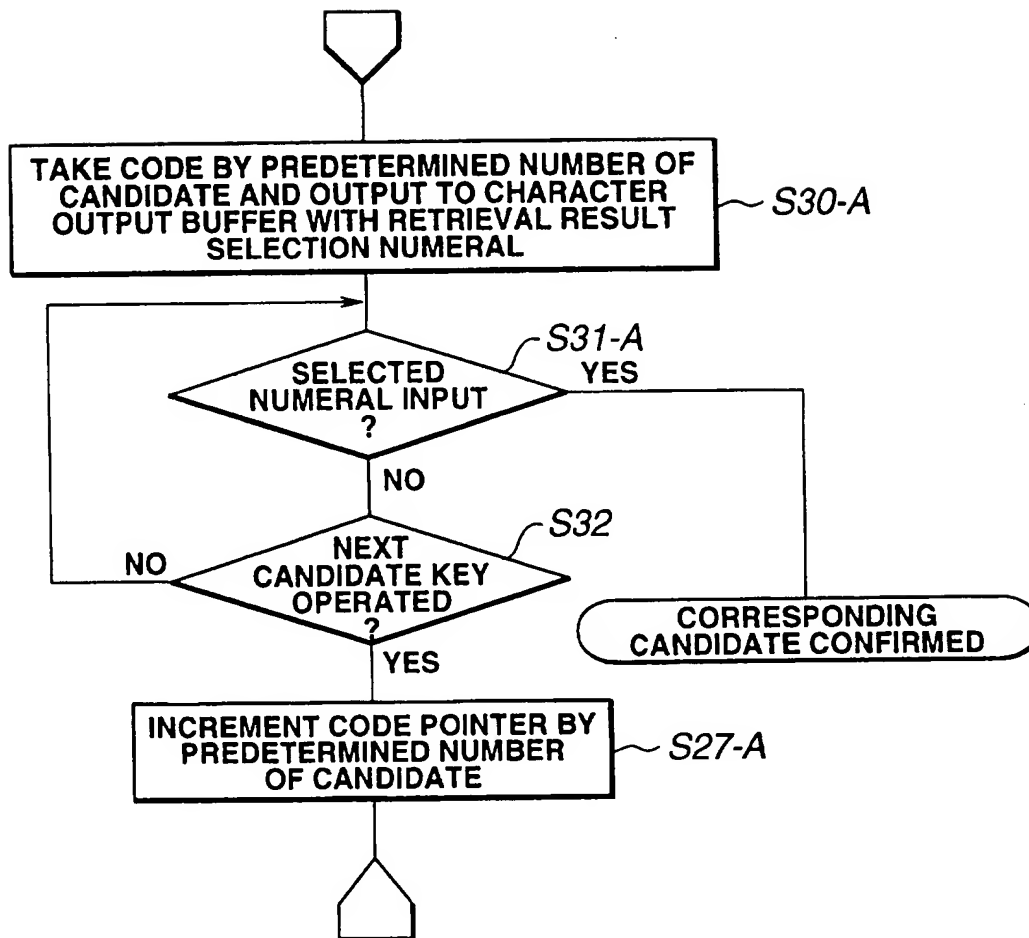 TAKE CODE BY PREDETERMINED NUMBER OF
CANDIDATE AND OUTPUT TO CHARACTER
OUTPUT BUFFER WITH RETRIEVAL RESULT
SELECTION NUMERAL
S30-A
S31-A
SELECTED
NUMERAL INPUT
?
YES
NO
S32
NEXT
CANDIDATE KEY
OPERATED
?
NO
YES
CORRESPONDING
CANDIDATE CONFIRMED
INCREMENT CODE POINTER BY
PREDETERMINED NUMBER
OF CANDIDATE
S27-A